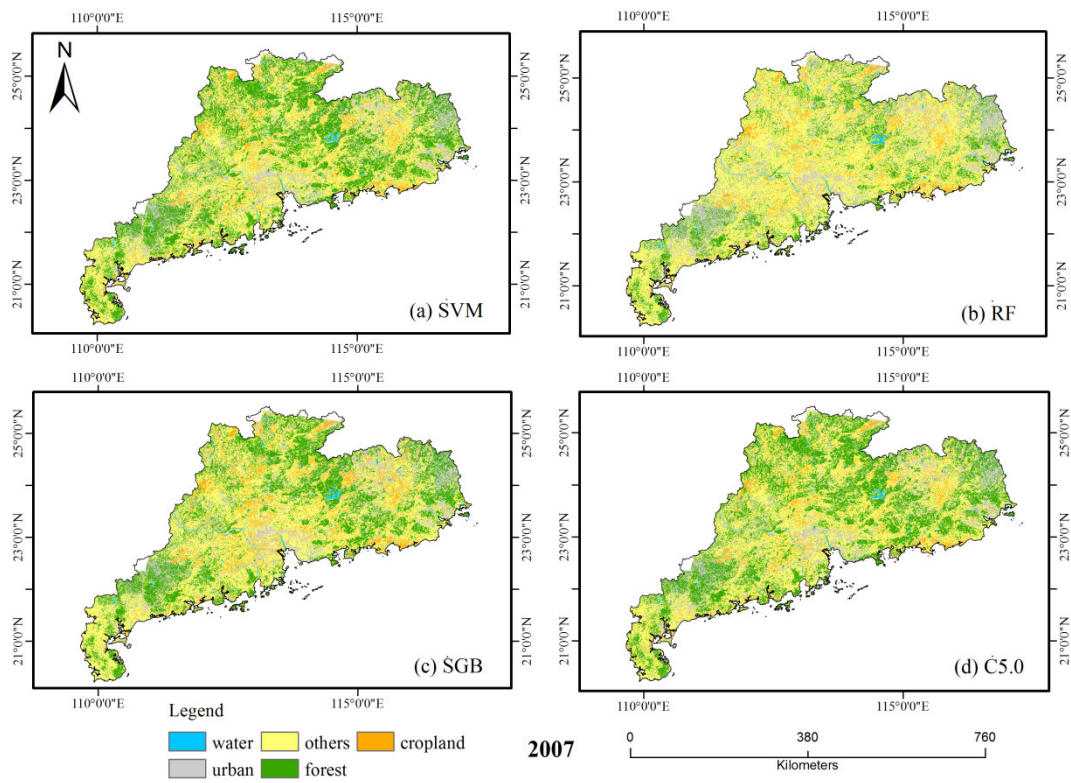 110°0'0"E 115°0'0"E 110°0'0"E 115°0'0"E
N
25°0'0"N 25°0'0"N 25°0'0"N 25°0'0"N
23°0'0"N 23°0'0"N 23°0'0"N 23°0'0"N
21°0'0"N 21°0'0"N 21°0'0"N 21°0'0"N
(a) SVM (b) RF
110°0'0"E 115°0'0"E 110°0'0"E 115°0'0"E
110°0'0"E 115°0'0"E
25°0'0"N 25°0'0"N 25°0'0"N 25°0'0"N
23°0'0"N 23°0'0"N 23°0'0"N 23°0'0"N
21°0'0"N 21°0'0"N 21°0'0"N 21°0'0"N
(c) SGB (d) C5.0
110°0'0"E 115°0'0"E 110°0'0"E 115°0'0"E
Legend
water others cropland
urban forest
2007
0 380 760
Kilometers